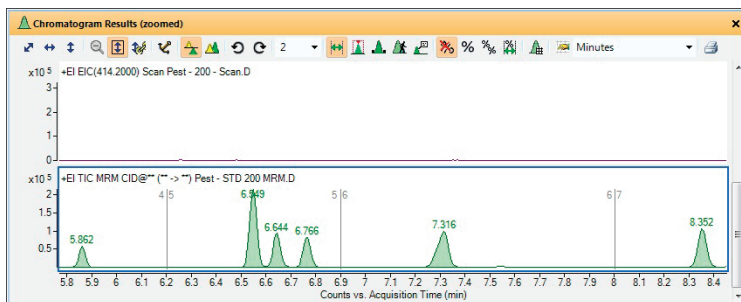 Chromatogram Results (zoomed)
2 % Minutes
x10 5 +EI EIC(414.2000) Scan Pest - 200 - Scan.D
3
2
1
0
x10 5 +EI TIC MRM CID@** (** -> **) Pest - STD 200 MRM.D
4 5 5 6 6 7
2
1.5
1
0.5
5.862 6.549 6.644 6.766 7.316 8.352
5.8 5.9 6 6.1 6.2 6.3 6.4 6.5 6.6 6.7 6.8 6.9 7 7.1 7.2 7.3 7.4 7.5 7.6 7.7 7.8 7.9 8 8.1 8.2 8.3 8.4
Counts vs. Acquisition Time (min)